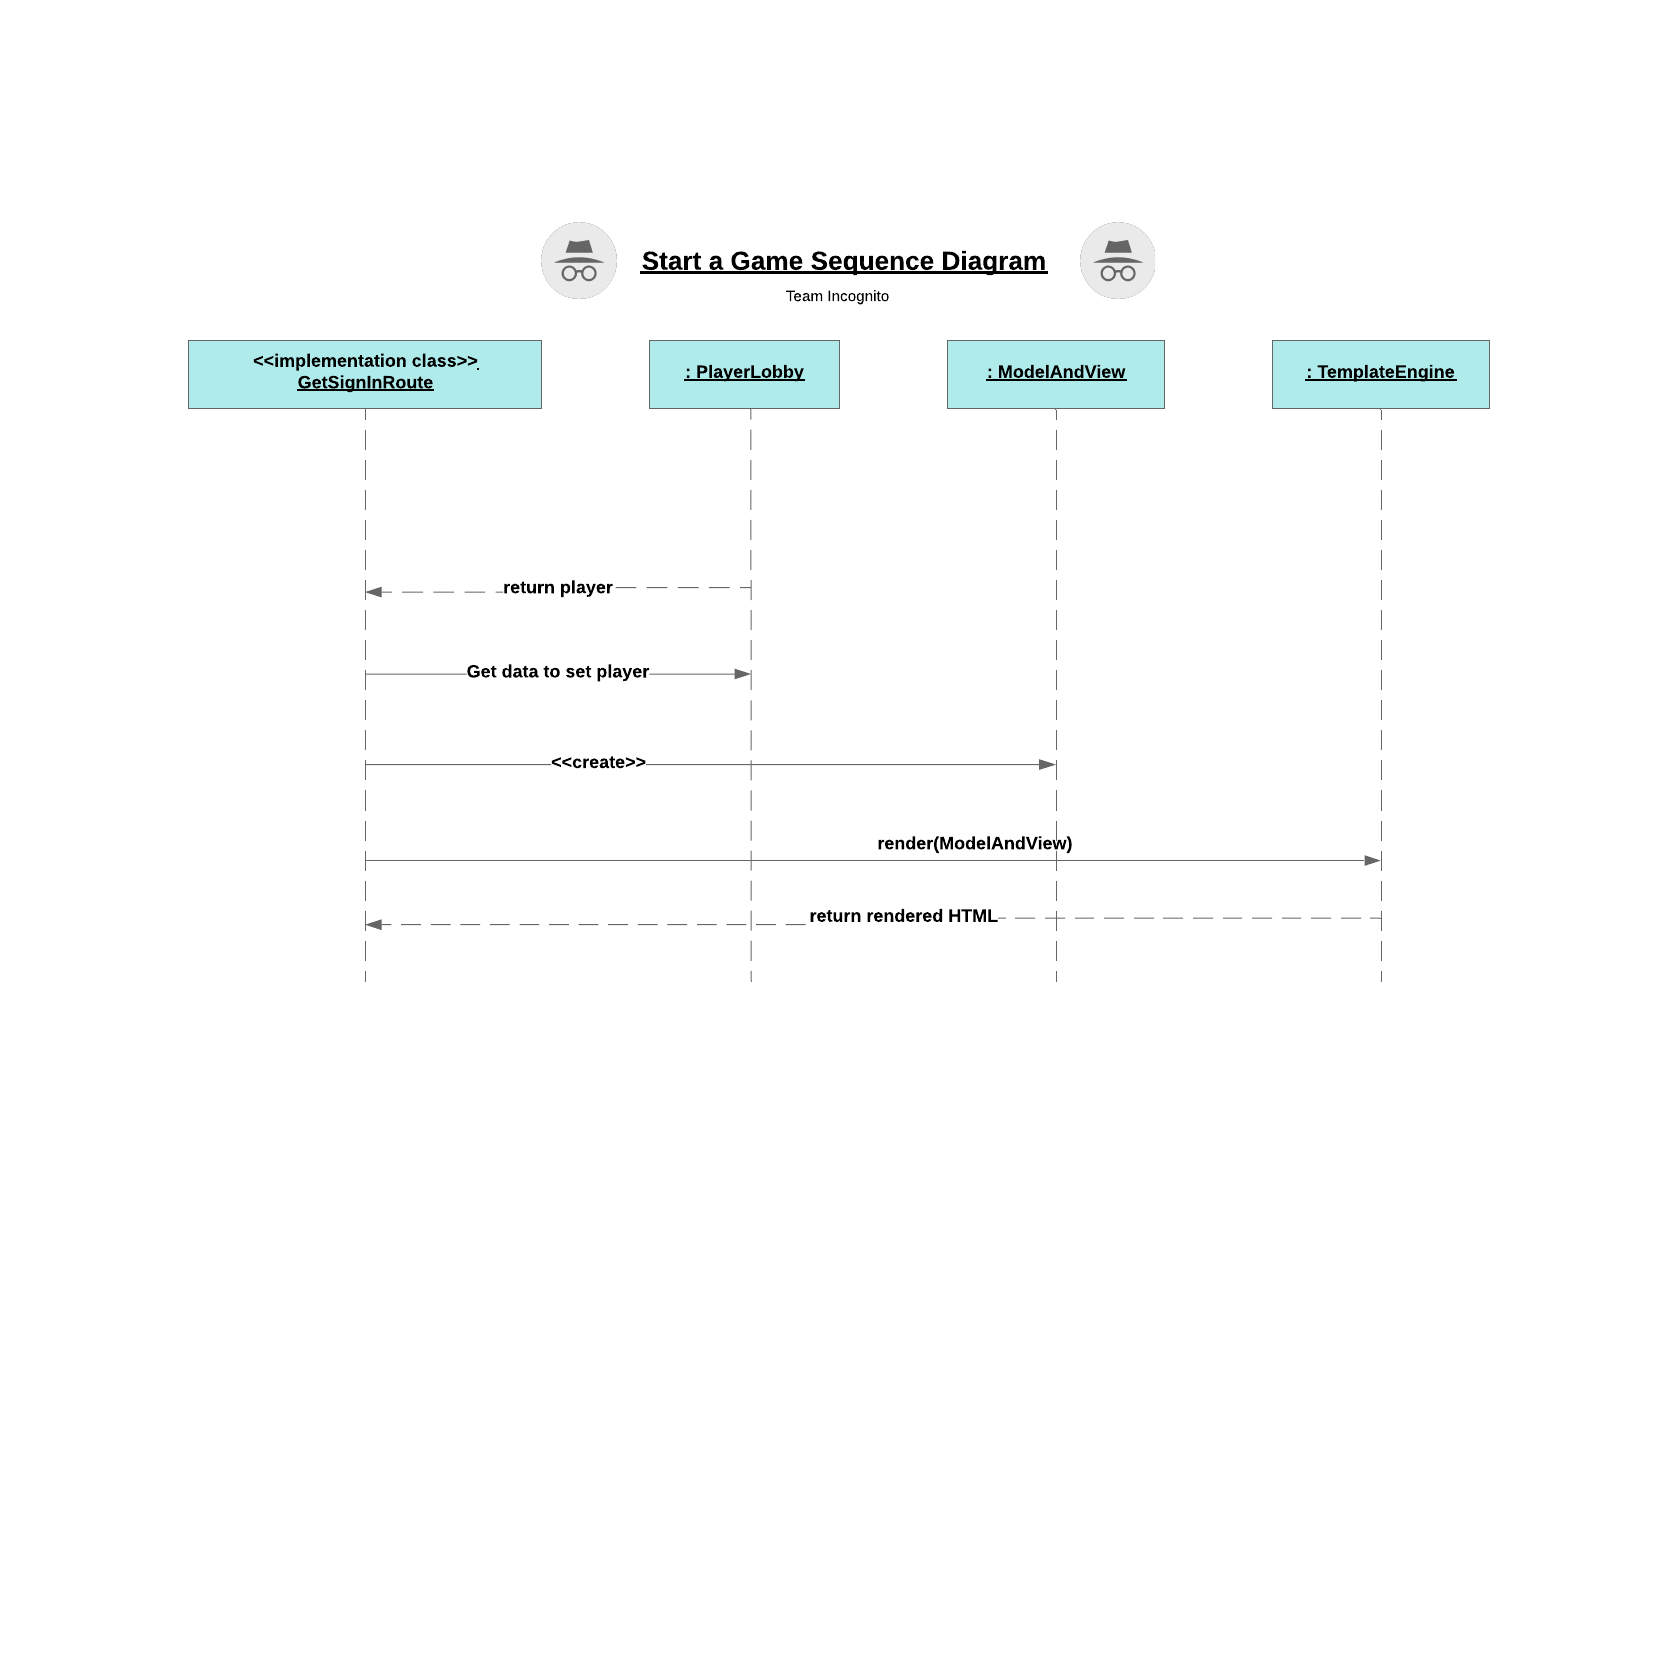 Start a Game Sequence Diagram
Team Incognito
<<implementation class>>
GetSignInRoute
: PlayerLobby
: ModelAndView
: TemplateEngine
return player
Get data to set player
<<create>>
render(ModelAndView)
return rendered HTML